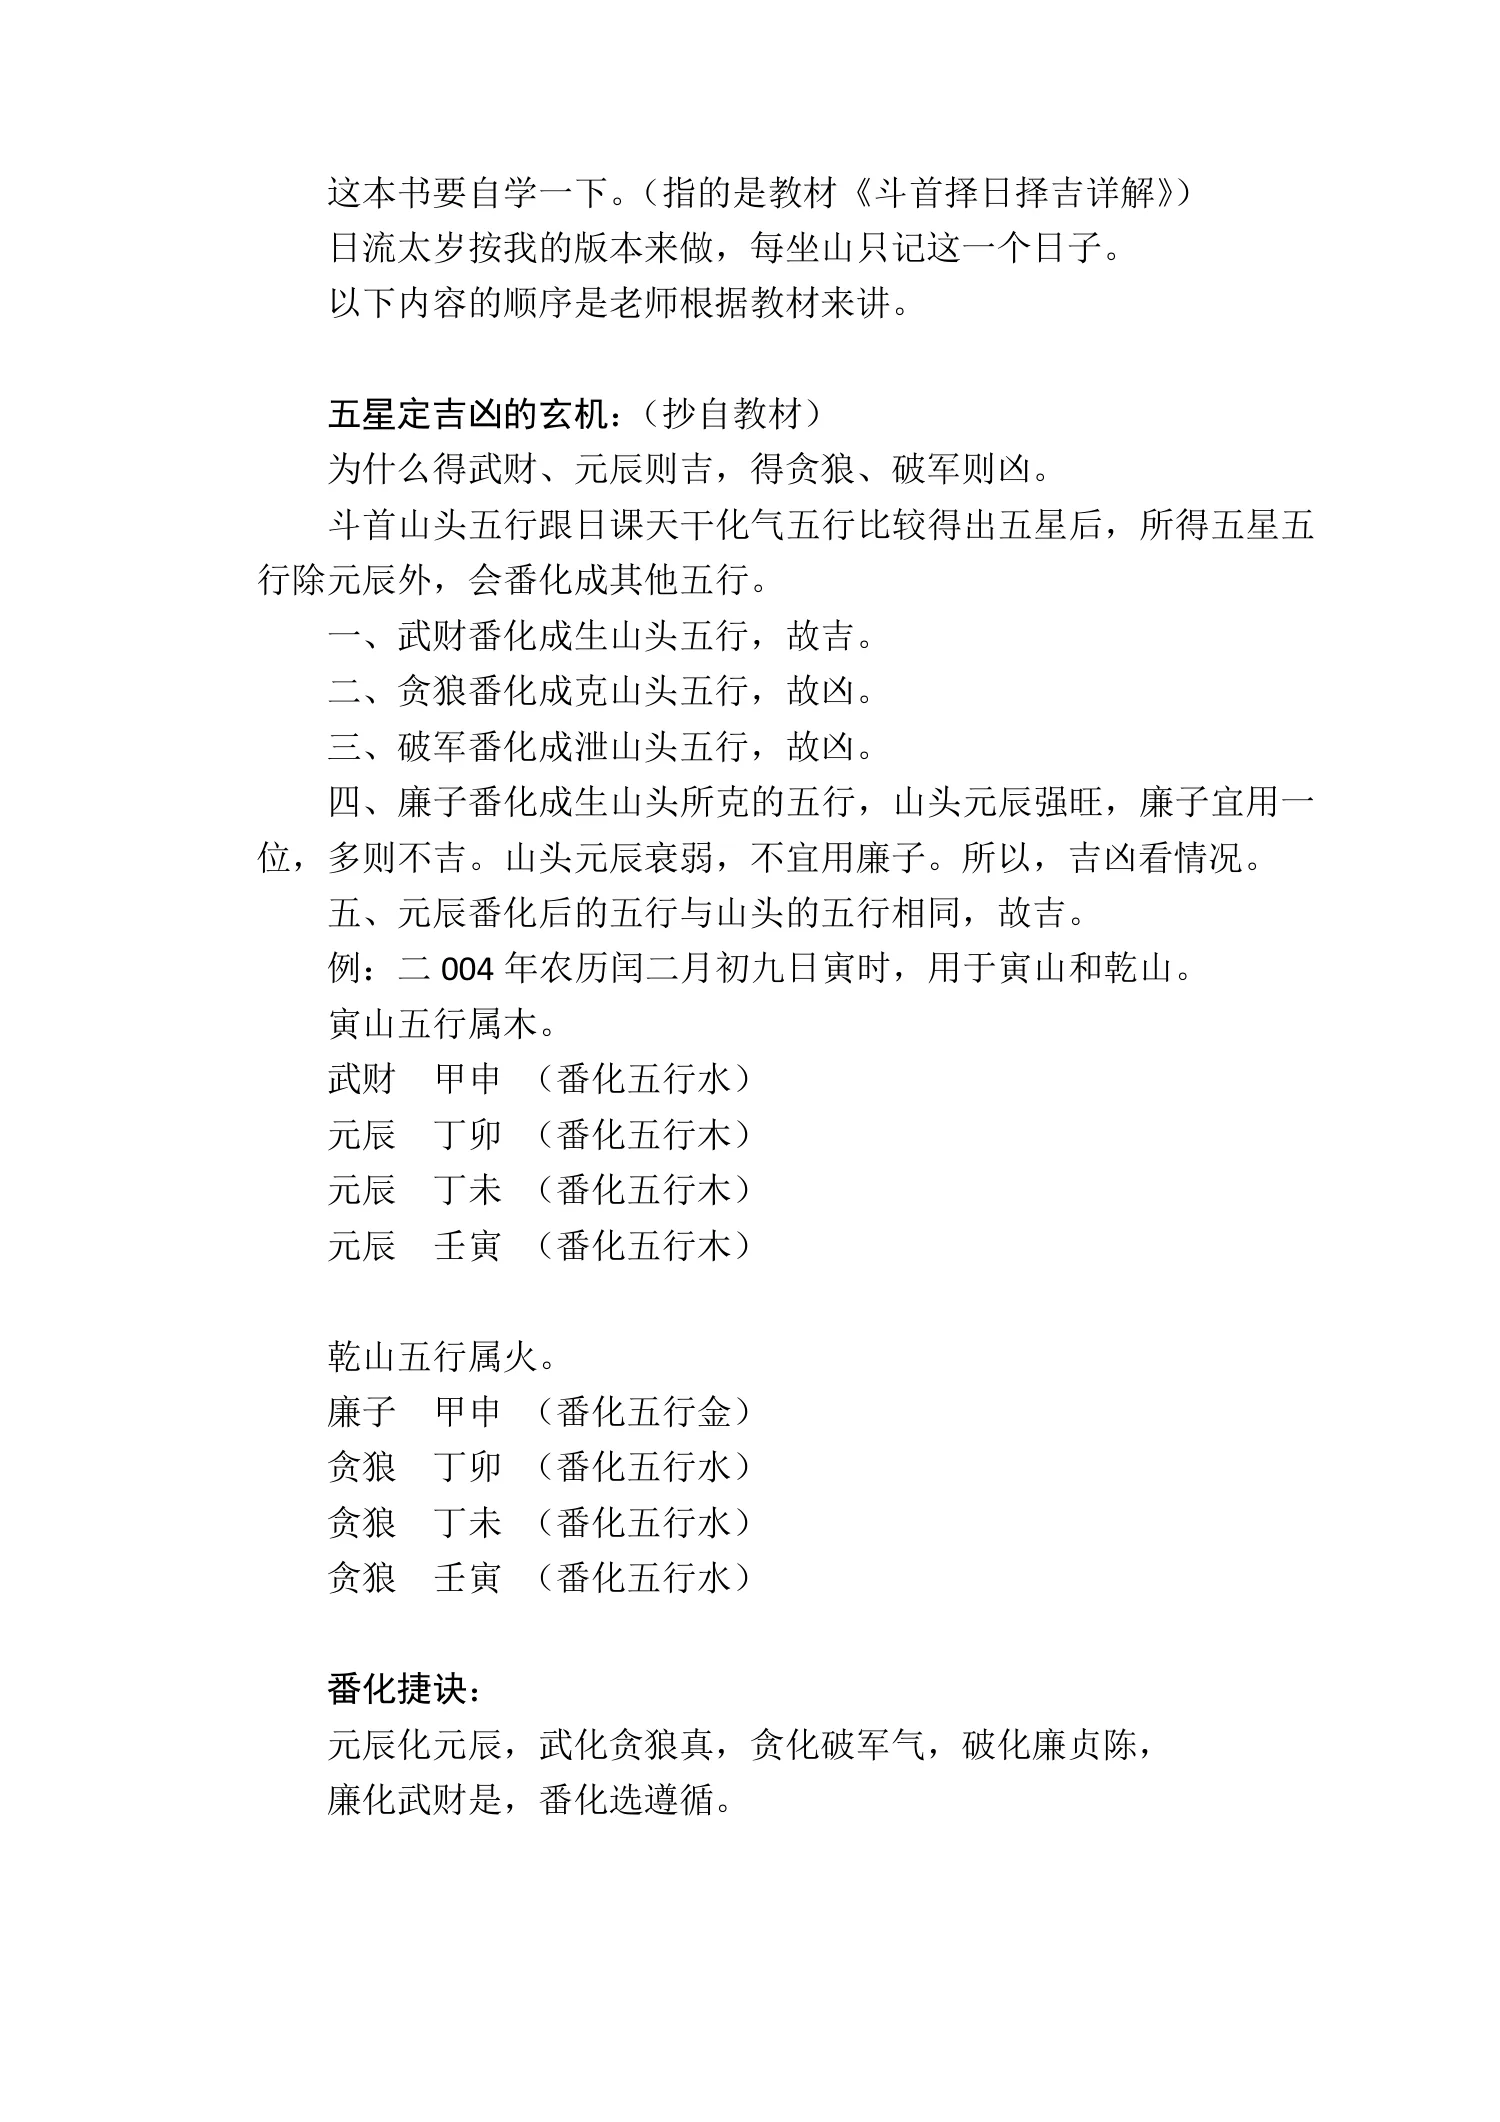 这本书要自学一下。（指的是教材《斗首择日择吉详解》）
日流太岁按我的版本来做，每坐山只记这一个日子。
以下内容的顺序是老师根据教材来讲。
五星定吉凶的玄机：（抄自教材）
为什么得武财、元辰则吉，得贪狼、破军则凶。
斗首山头五行跟日课天干化气五行比较得出五星后，所得五星五
行除元辰外，会番化成其他五行。
一、武财番化成生山头五行，故吉。
二、贪狼番化成克山头五行，故凶。
三、破军番化成泄山头五行，故凶。
四、廉子番化成生山头所克的五行，山头元辰强旺，廉子宜用一
位，多则不吉。山头元辰衰弱，不宜用廉子。所以，吉凶看情况。
五、元辰番化后的五行与山头的五行相同，故吉。
例：二 004 年农历闰二月初九日寅时，用于寅山和乾山。
寅山五行属木。
武财　甲申　（番化五行水）
元辰　丁卯　（番化五行木）
元辰　丁未　（番化五行木）
元辰　壬寅　（番化五行木）
乾山五行属火。
廉子　甲申　（番化五行金）
贪狼　丁卯　（番化五行水）
贪狼　丁未　（番化五行水）
贪狼　壬寅　（番化五行水）
番化捷诀：
元辰化元辰，武化贪狼真，贪化破军气，破化廉贞陈，
廉化武财是，番化选遵循。